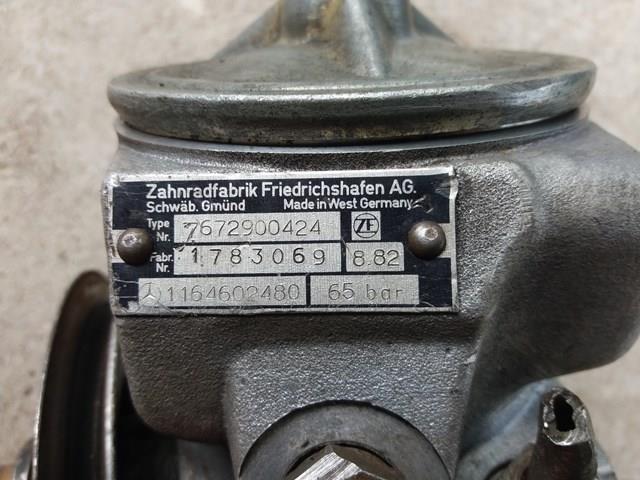 Zahnradfabrik Friedrichshafen AG.
Schwäb. Gmünd Made in West Germany
Type Nr. 7672900424 ZF
Fabr. Nr. 1783069 8.82
1164602480 65 bar